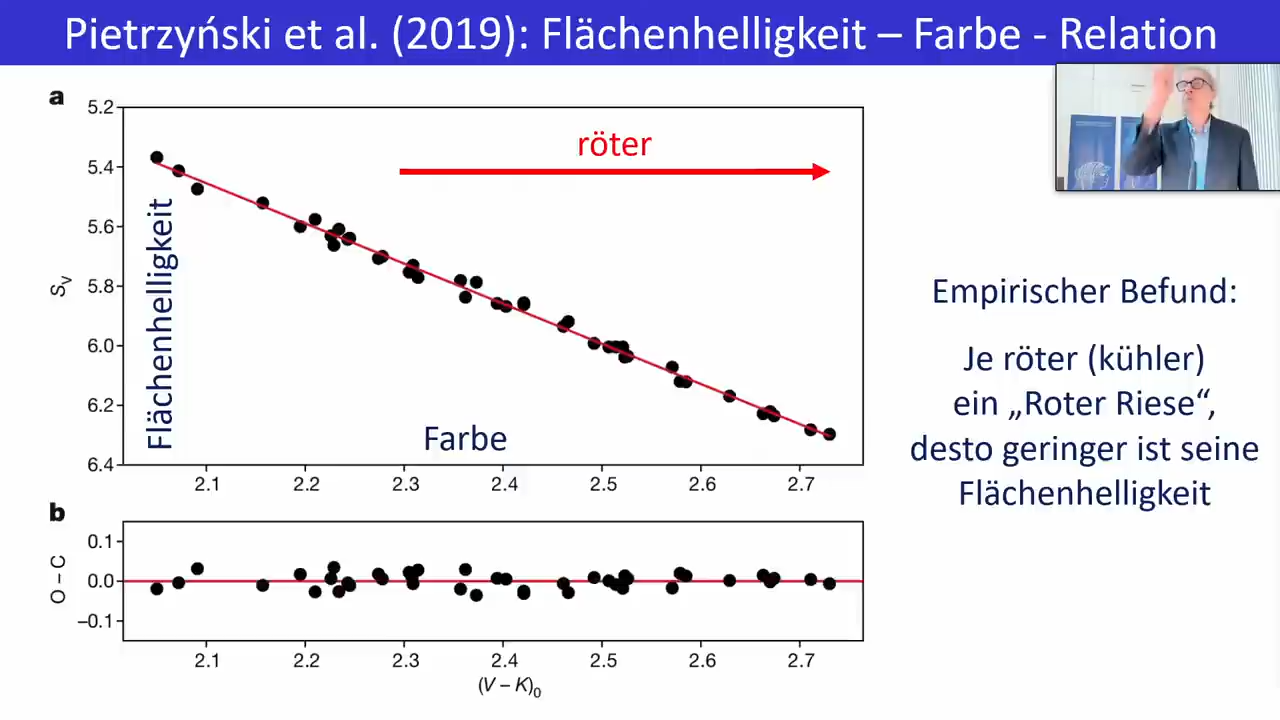 Pietrzyński et al. (2019): Flächenhelligkeit – Farbe - Relation
a
5.2
5.4
5.6
5.8
6.0
6.2
6.4
S_V
Flächenhelligkeit
röter
Farbe
2.1 2.2 2.3 2.4 2.5 2.6 2.7
b
0.1
0.0
–0.1
O – C
2.1 2.2 2.3 2.4 2.5 2.6 2.7
(V – K)₀
Empirischer Befund:
Je röter (kühler)
ein „Roter Riese“,
desto geringer ist seine
Flächenhelligkeit